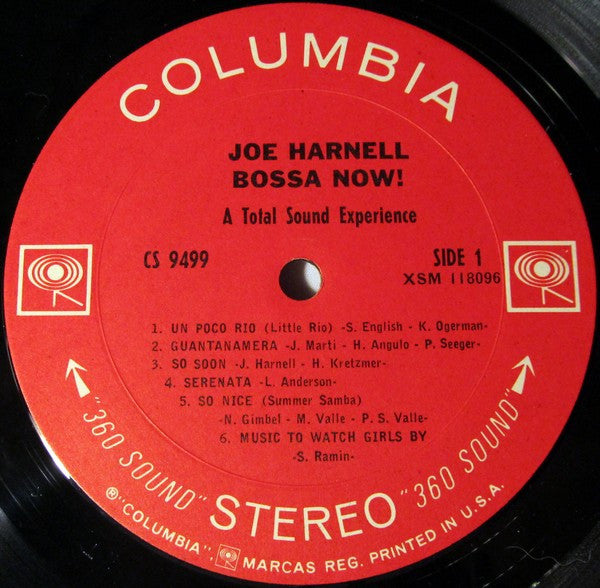 COLUMBIA
JOE HARNELL
BOSSA NOW!
A Total Sound Experience
CS 9499
SIDE 1
XSM 118096
1. UN POCO RIO (Little Rio) -S. English - K. Ogerman-
2. GUANTANAMERA -J. Marti - H. Angulo - P. Seeger-
3. SO SOON -J. Harnell - H. Kretzmer-
4. SERENATA -L. Anderson-
5. SO NICE (Summer Samba)
-N. Gimbel - M. Valle - P. S. Valle-
6. MUSIC TO WATCH GIRLS BY
-S. Ramin-
"360 SOUND" STEREO "360 SOUND"
® "COLUMBIA", MARCAS REG. PRINTED IN U.S.A.